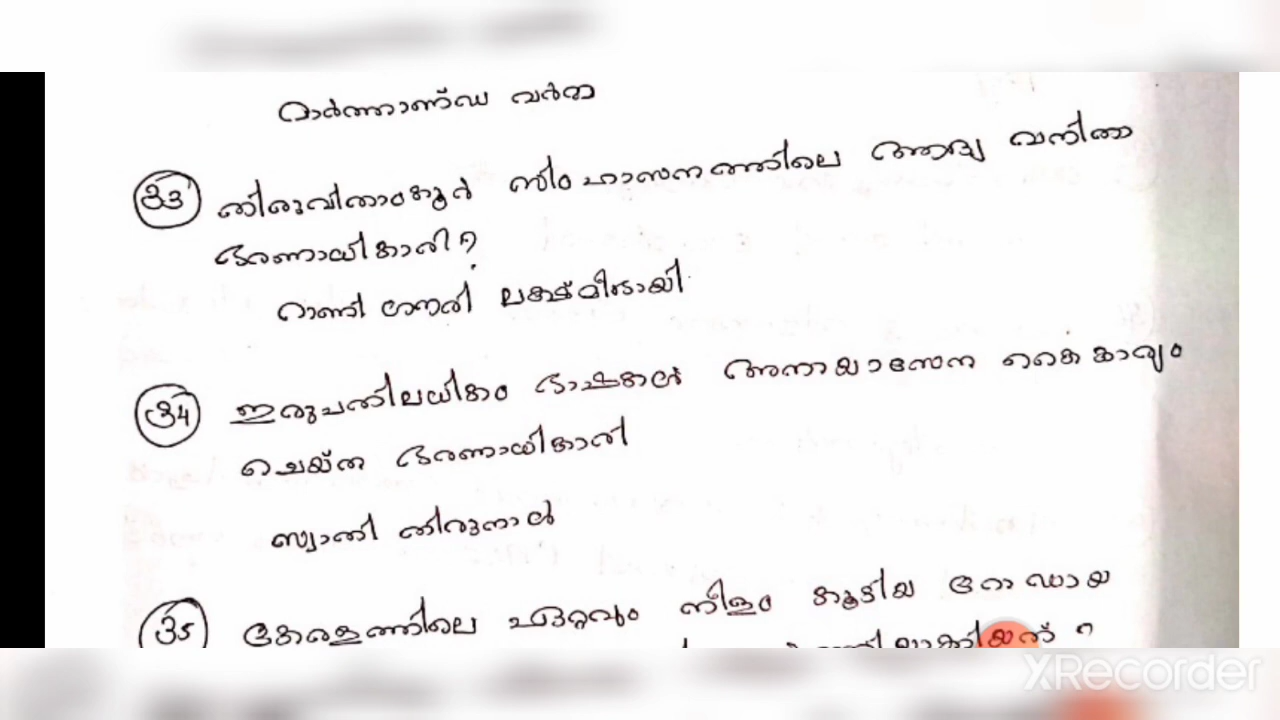 മാർത്താണ്ഡ വർമ്മ
33 തിരുവിതാംകൂർ സിംഹാസനത്തിലെ ആദ്യ വനിതാ
ഭരണാധികാരി?
റാണി ഗൗരി ലക്ഷ്മീഭായി
34 ഇരുപതിലധികം ഭാഷകൾ അനായാസേന കൈകാര്യം
ചെയ്ത ഭരണാധികാരി
സ്വാതി തിരുനാൾ
35 കേരളത്തിലെ ഏറ്റവും നീളം കൂടിയ റോഡായ
?
XRecorder